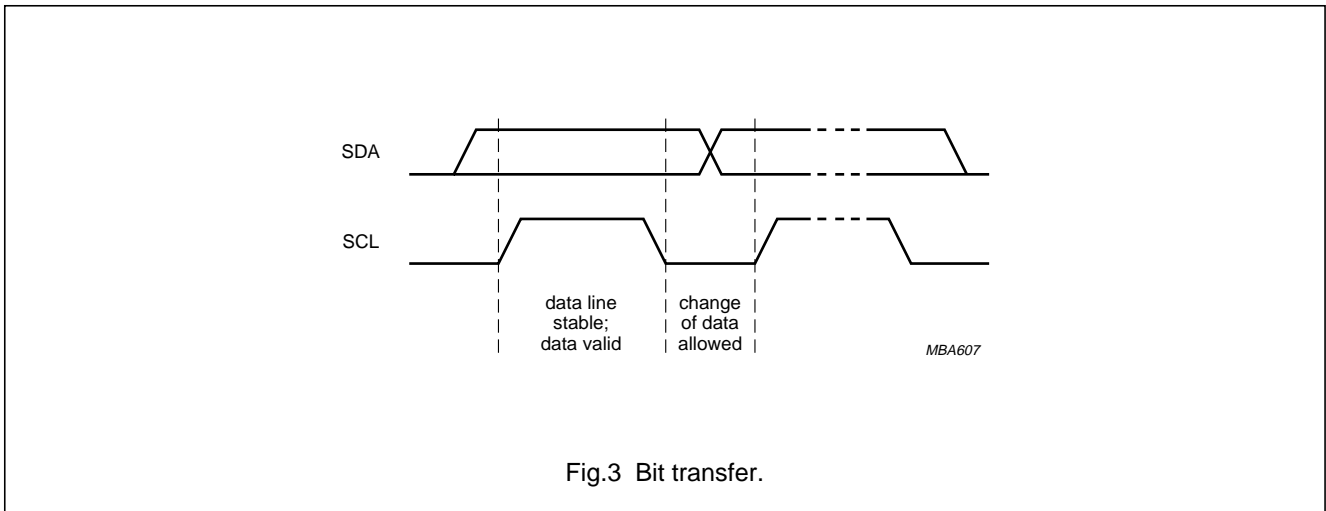 SDA
SCL
data line
stable;
data valid
change
of data
allowed
MBA607
Fig.3 Bit transfer.